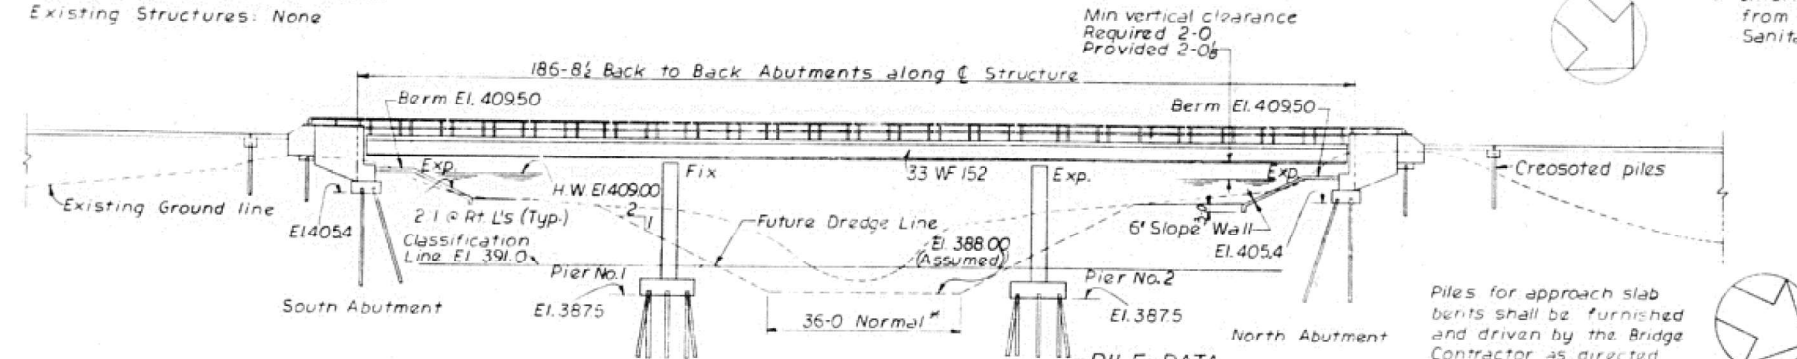 Existing Structures: None
Min vertical clearance
Required 2-0
Provided 2-0⅛
from
186-8½ Back to Back Abutments along ℄ Structure
Berm El. 409.50
Berm El. 409.50
Exp.
H.W. El 409.00
Fix
33 WF 152
Exp.
Exp.
Creosoted piles
Existing Ground line
El 405.4
2:1 @ Rt. L's (Typ.)
2
1
Future Dredge Line
6" Slope Wall
3'-0
El. 405.4
Classification
Line El 391.0
El. 388.00
(Assumed)
Pier No. 1
Pier No. 2
South Abutment
El. 387.5
36-0 Normal*
El. 387.5
North Abutment
Piles for approach slab
bents shall be furnished
and driven by the Bridge
Contractor as directed
PILE DATA